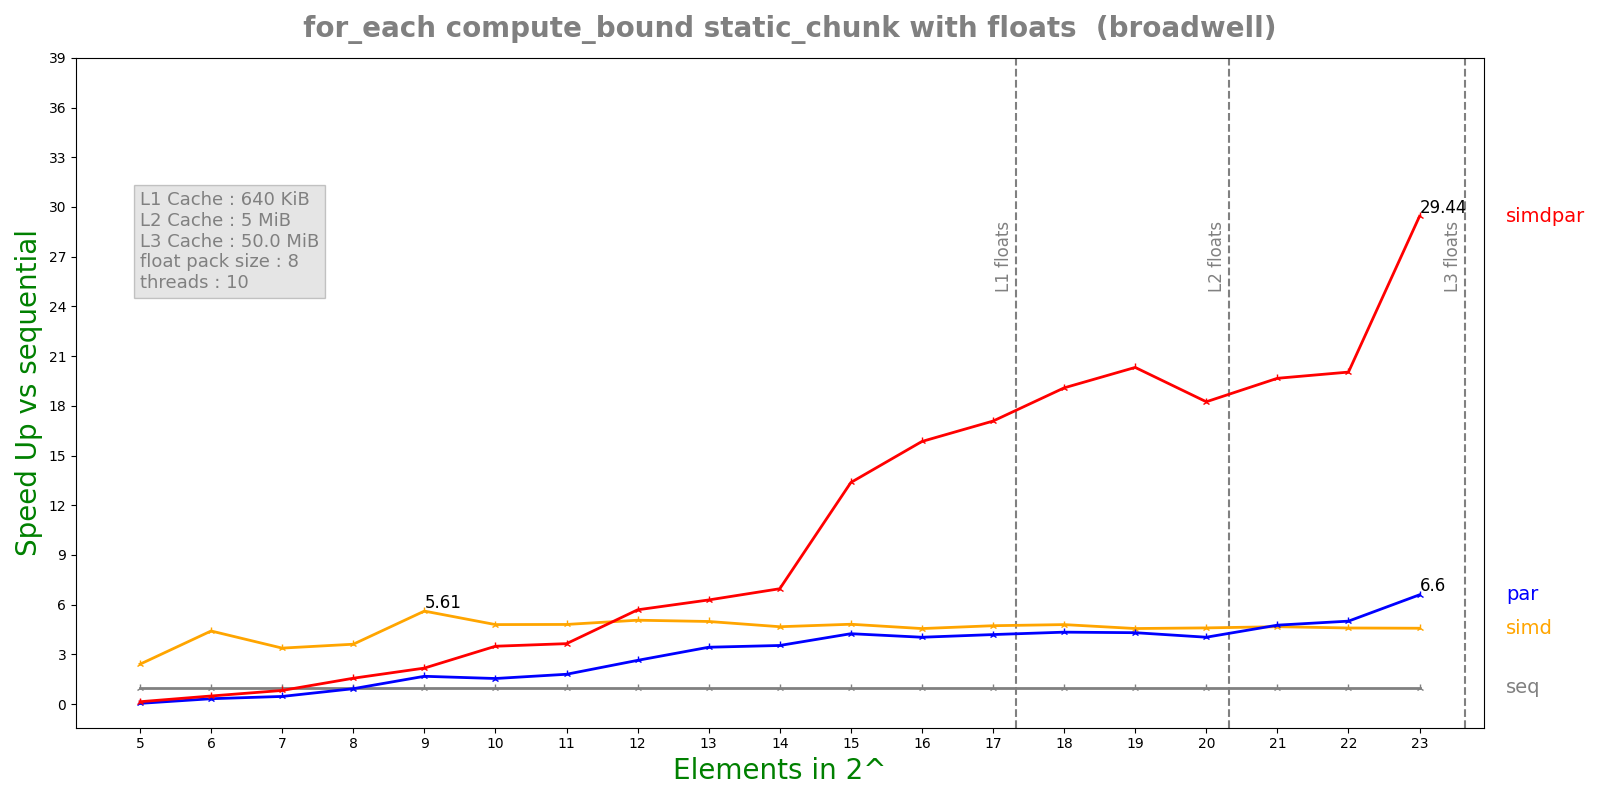 for_each compute_bound static_chunk with floats  (broadwell)
Speed Up vs sequential
39
36
33
30
27
24
21
18
15
12
9
6
3
0
L1 Cache : 640 KiB
L2 Cache : 5 MiB
L3 Cache : 50.0 MiB
float pack size : 8
threads : 10
5.61
L1 floats
L2 floats
L3 floats
29.44
6.6
simdpar
par
simd
seq
5 6 7 8 9 10 11 12 13 14 15 16 17 18 19 20 21 22 23
Elements in 2^